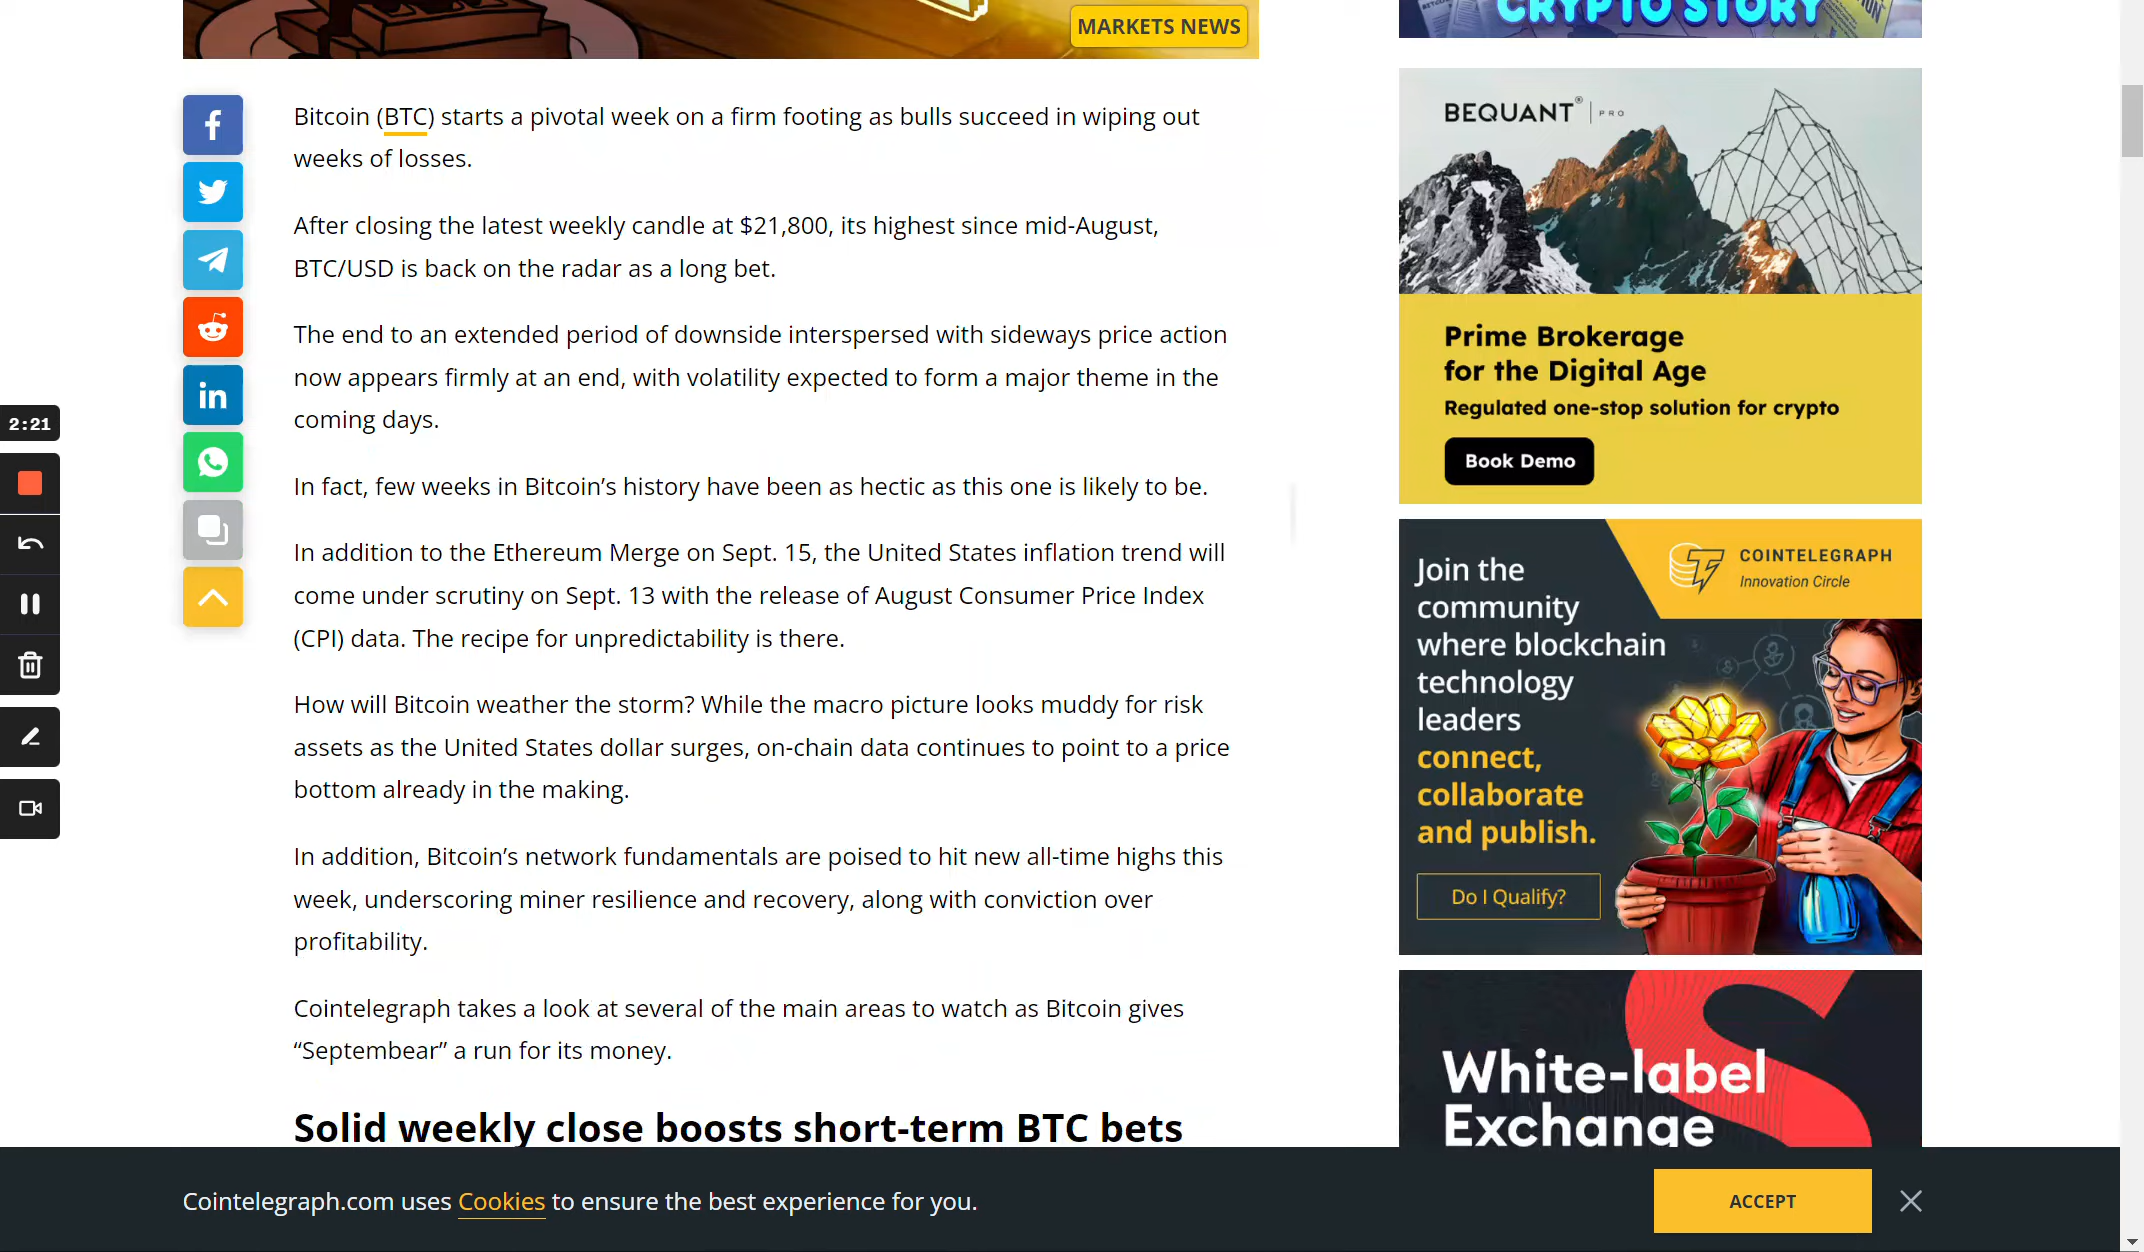 CRYPTO STORY
MARKETS NEWS
Bitcoin (BTC) starts a pivotal week on a firm footing as bulls succeed in wiping out
weeks of losses.
After closing the latest weekly candle at $21,800, its highest since mid-August,
BTC/USD is back on the radar as a long bet.
The end to an extended period of downside interspersed with sideways price action
now appears firmly at an end, with volatility expected to form a major theme in the
coming days.
In fact, few weeks in Bitcoin’s history have been as hectic as this one is likely to be.
In addition to the Ethereum Merge on Sept. 15, the United States inflation trend will
come under scrutiny on Sept. 13 with the release of August Consumer Price Index
(CPI) data. The recipe for unpredictability is there.
How will Bitcoin weather the storm? While the macro picture looks muddy for risk
assets as the United States dollar surges, on-chain data continues to point to a price
bottom already in the making.
In addition, Bitcoin’s network fundamentals are poised to hit new all-time highs this
week, underscoring miner resilience and recovery, along with conviction over
profitability.
Cointelegraph takes a look at several of the main areas to watch as Bitcoin gives
“Septembear” a run for its money.
Solid weekly close boosts short-term BTC bets
2:21
BEQUANT® | PRO
Prime Brokerage
for the Digital Age
Regulated one-stop solution for crypto
Book Demo
COINTELEGRAPH
Innovation Circle
Join the
community
where blockchain
technology
leaders
connect,
collaborate
and publish.
Do I Qualify?
White-label
Exchange
Cointelegraph.com uses Cookies to ensure the best experience for you.
ACCEPT